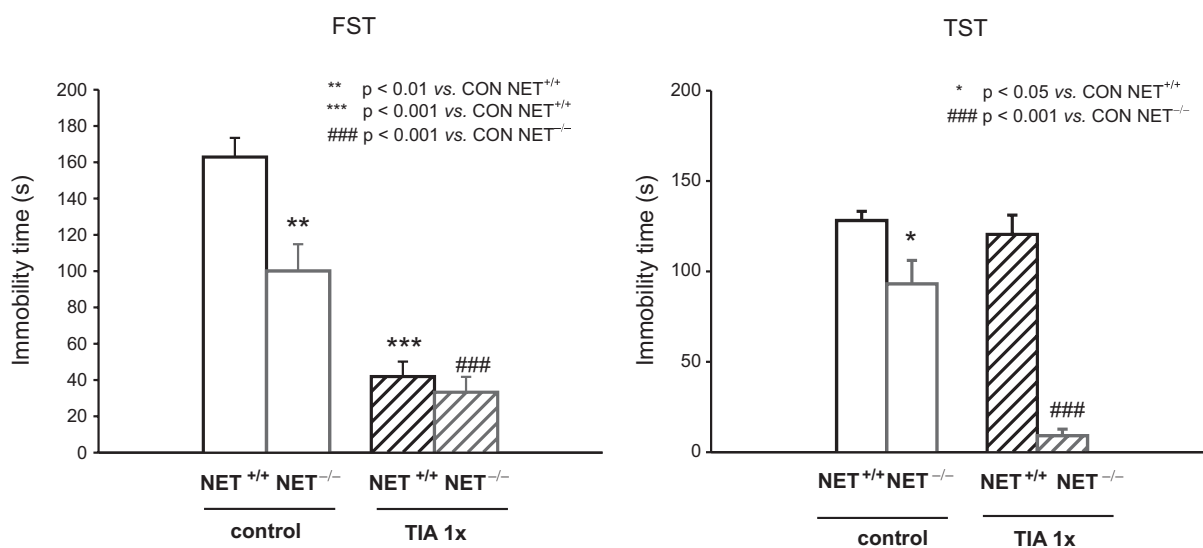 FST
** p < 0.01 vs. CON NET+/+
*** p < 0.001 vs. CON NET+/+
### p < 0.001 vs. CON NET−/−
Immobility time (s)
200
180
160
140
120
100
80
60
40
20
0
**
***
###
NET +/+ NET −/−
NET +/+ NET −/−
control
TIA 1x
TST
* p < 0.05 vs. CON NET+/+
### p < 0.001 vs. CON NET−/−
Immobility time (s)
200
150
100
50
0
*
###
NET +/+ NET −/−
NET +/+ NET −/−
control
TIA 1x